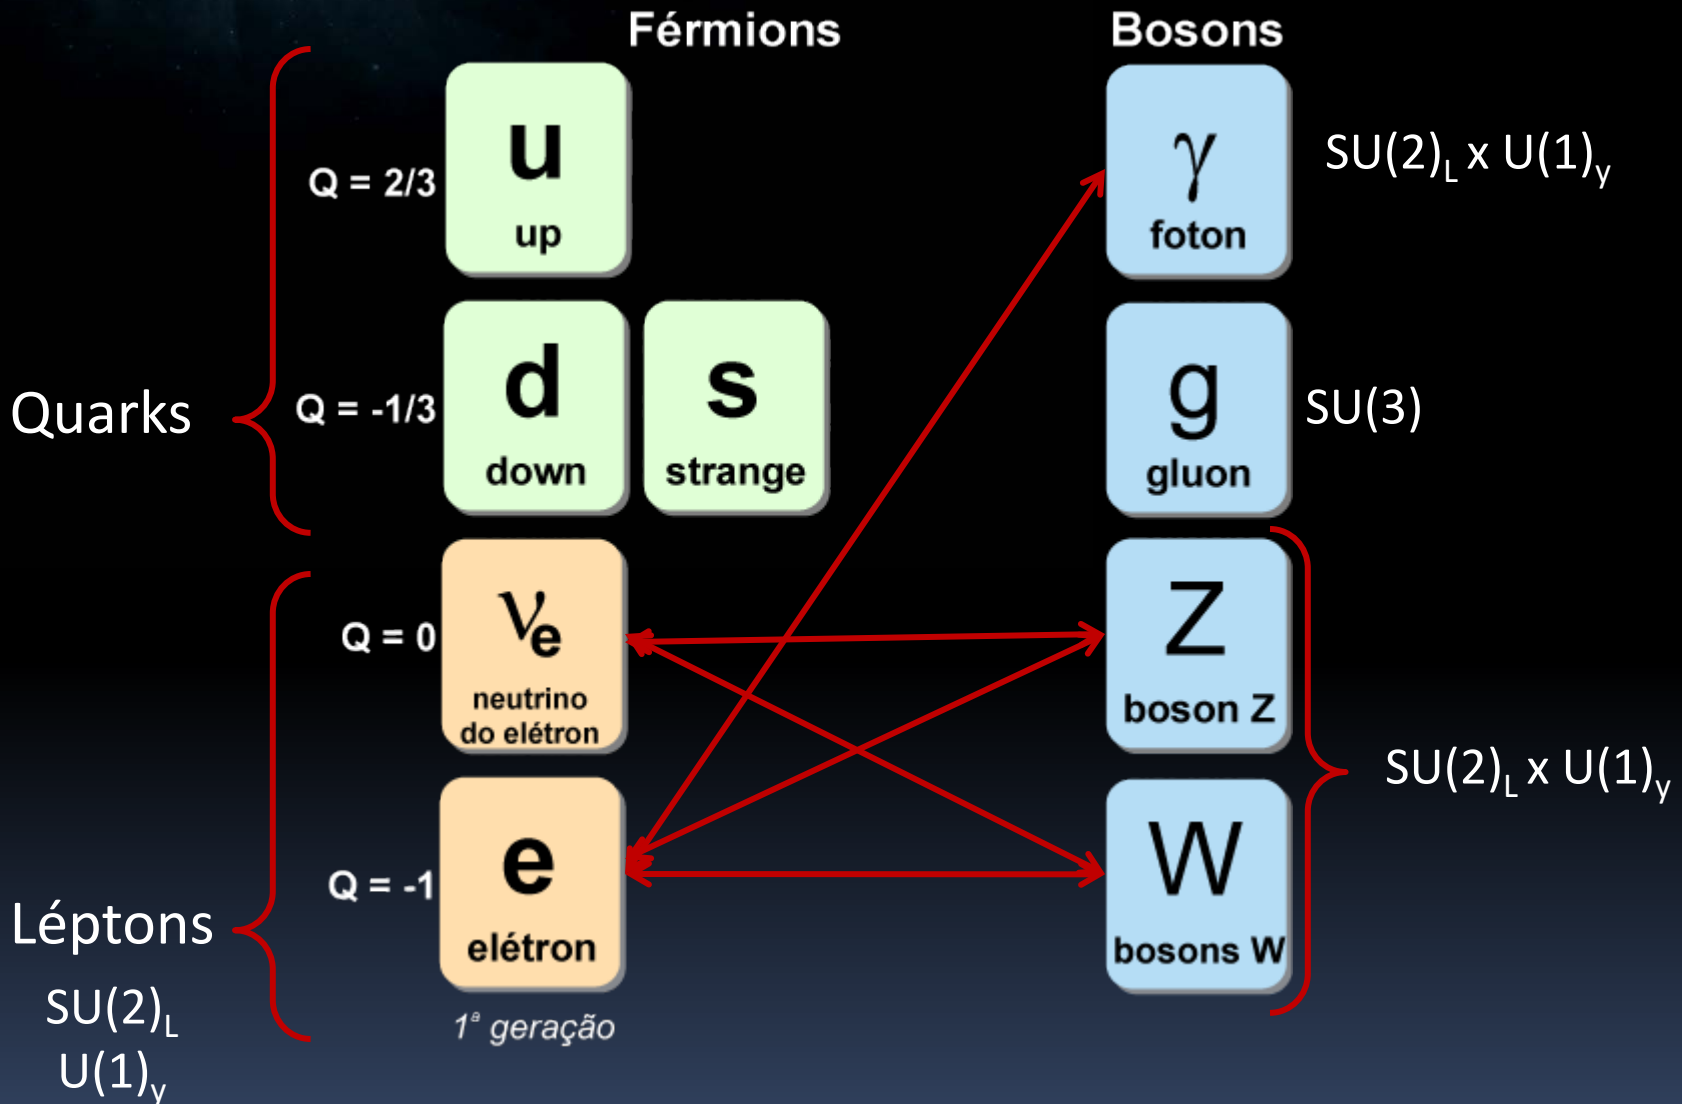 Férmions
Bosons
Quarks
Q = 2/3
u
up
γ
foton
SU(2)L x U(1)y
Q = -1/3
d
down
s
strange
g
gluon
SU(3)
Léptons
SU(2)L
U(1)y
Q = 0
νe
neutrino
do elétron
Z
boson Z
Q = -1
e
elétron
W
bosons W
SU(2)L x U(1)y
1ª geração